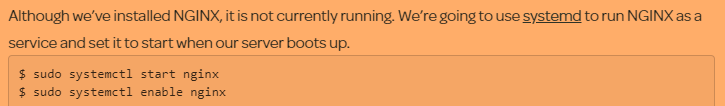 Although we've installed NGINX, it is not currently running. We're going to use systemd to run NGINX as a
service and set it to start when our server boots up.
$ sudo systemctl start nginx
$ sudo systemctl enable nginx